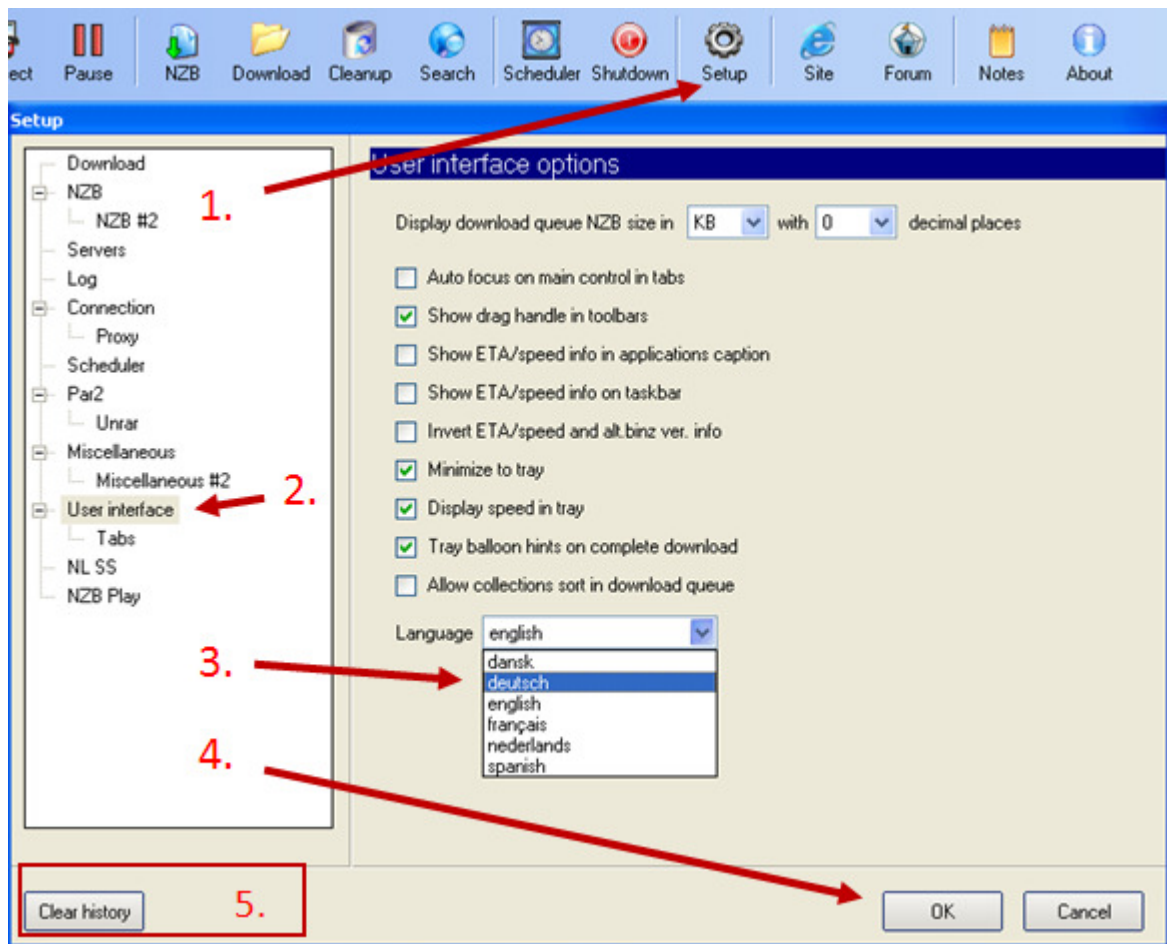 ect Pause NZB Download Cleanup Search Scheduler Shutdown Setup Site Forum Notes About
Setup
Download
NZB
NZB #2
Servers
Log
Connection
Proxy
Scheduler
Par2
Unrar
Miscellaneous
Miscellaneous #2
User interface
Tabs
NL SS
NZB Play
1.
2.
3.
4.
User interface options
Display download queue NZB size in KB with 0 decimal places
Auto focus on main control in tabs
Show drag handle in toolbars
Show ETA/speed info in applications caption
Show ETA/speed info on taskbar
Invert ETA/speed and alt.binz ver. info
Minimize to tray
Display speed in tray
Tray balloon hints on complete download
Allow collections sort in download queue
Language english
dansk
deutsch
english
français
nederlands
spanish
Clear history 5. OK Cancel